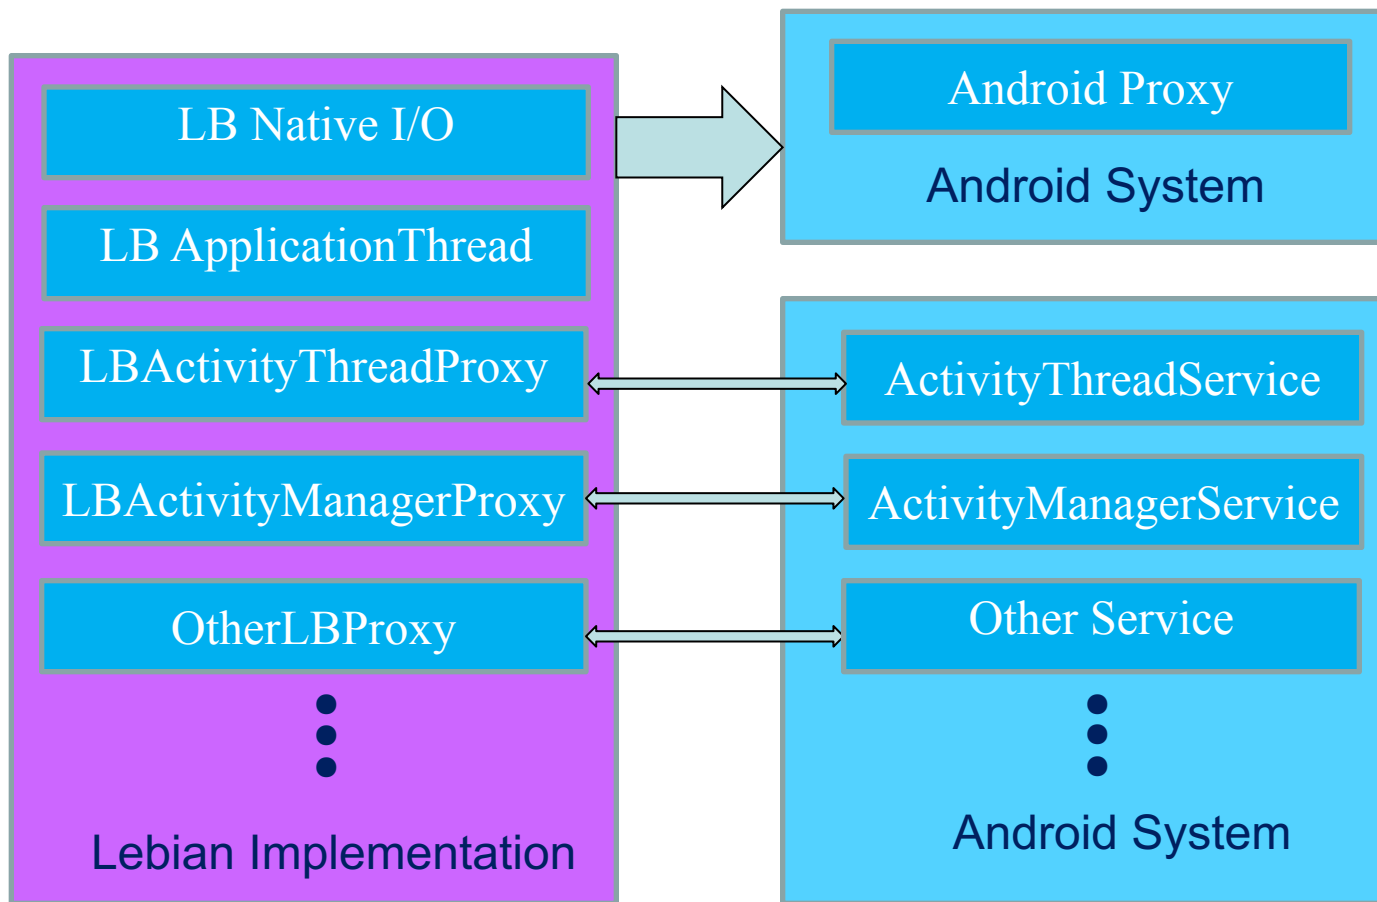 LB Native I/O
LB ApplicationThread
LBActivityThreadProxy
LBActivityManagerProxy
OtherLBProxy
Lebian Implementation
Android Proxy
Android System
ActivityThreadService
ActivityManagerService
Other Service
Android System